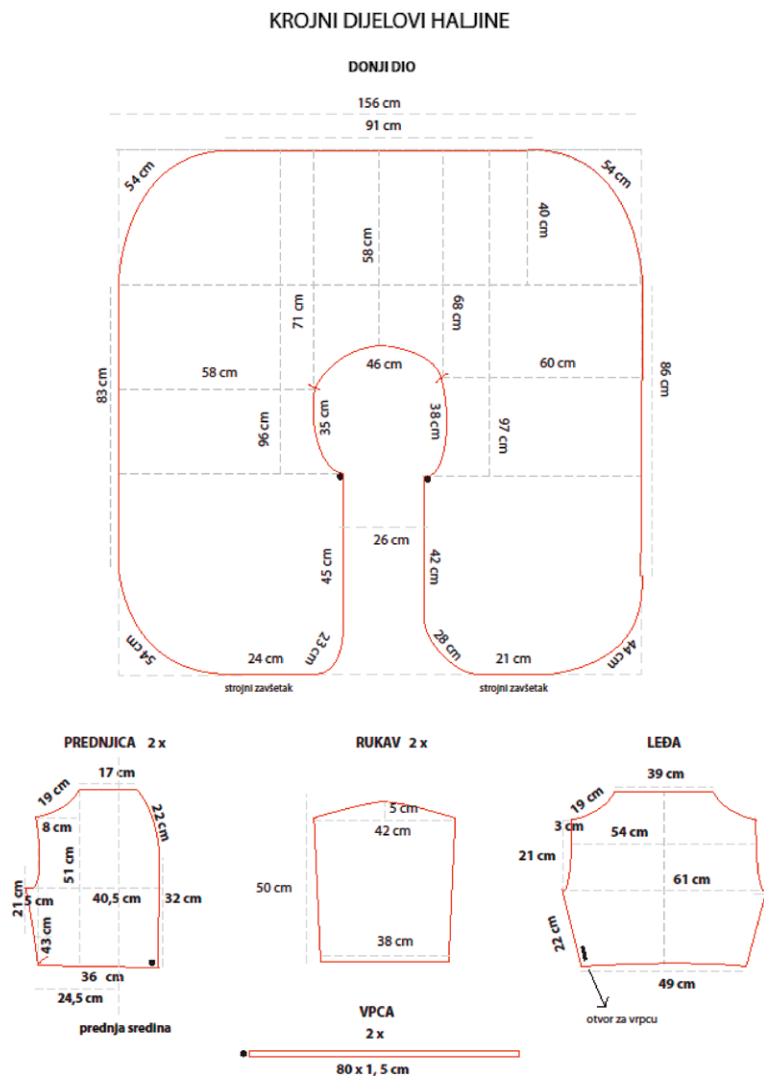 KROJNI DIJELOVI HALJINE
DONJI DIO
156 cm
91 cm
54 cm
54 cm
40 cm
58 cm
71 cm
68 cm
46 cm
58 cm
60 cm
83 cm
86 cm
35 cm
38 cm
96 cm
97 cm
26 cm
45 cm
42 cm
23 cm
28 cm
54 cm
24 cm
21 cm
44 cm
strojni zavšetak
strojni zavšetak
PREDNJICA 2 x
17 cm
19 cm
22 cm
8 cm
51 cm
21 cm
5 cm
40,5 cm
32 cm
43 cm
36 cm
24,5 cm
prednja sredina
RUKAV 2 x
5 cm
42 cm
50 cm
38 cm
LEĐA
39 cm
19 cm
3 cm
54 cm
21 cm
61 cm
22 cm
49 cm
otvor za vrpcu
VPCA
2 x
80 x 1, 5 cm